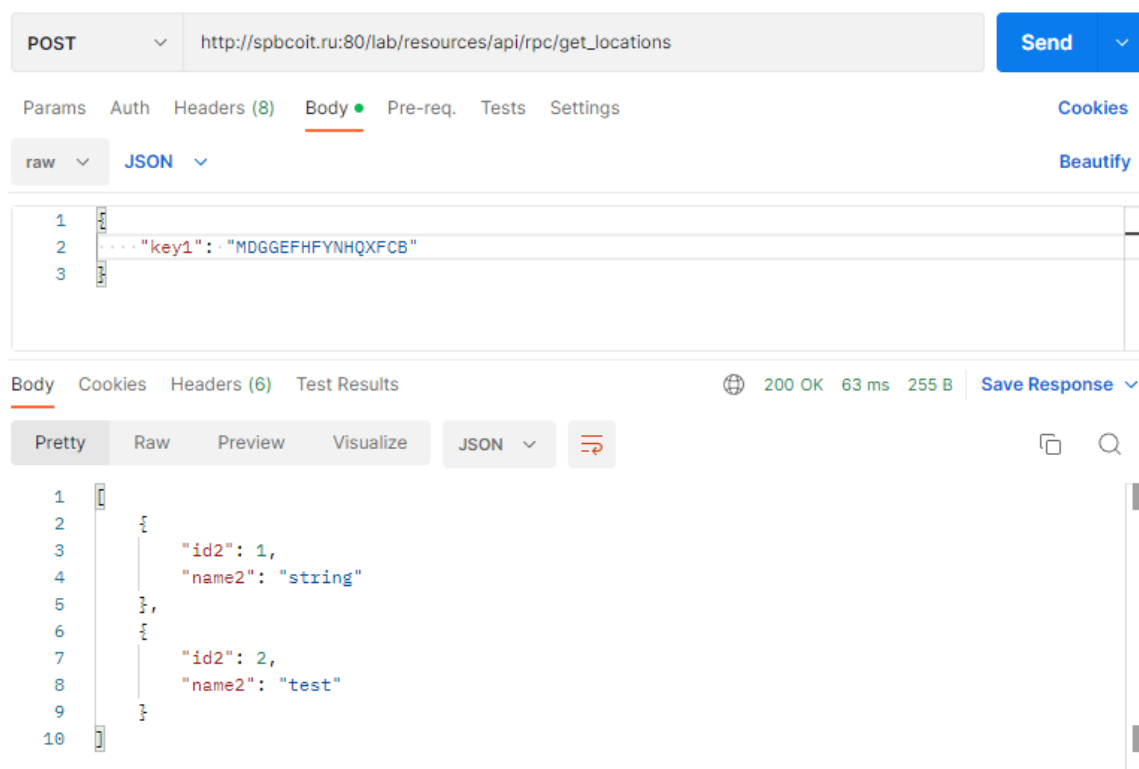 POST http://spbcoit.ru:80/lab/resources/api/rpc/get_locations Send
Params Auth Headers (8) Body Pre-req. Tests Settings Cookies
raw JSON Beautify
1 {
2 "key1": "MDGGEFHFYNHQXFCB"
3 }
Body Cookies Headers (6) Test Results 200 OK 63 ms 255 B Save Response
Pretty Raw Preview Visualize JSON
1 [
2 {
3 "id2": 1,
4 "name2": "string"
5 },
6 {
7 "id2": 2,
8 "name2": "test"
9 }
10 ]